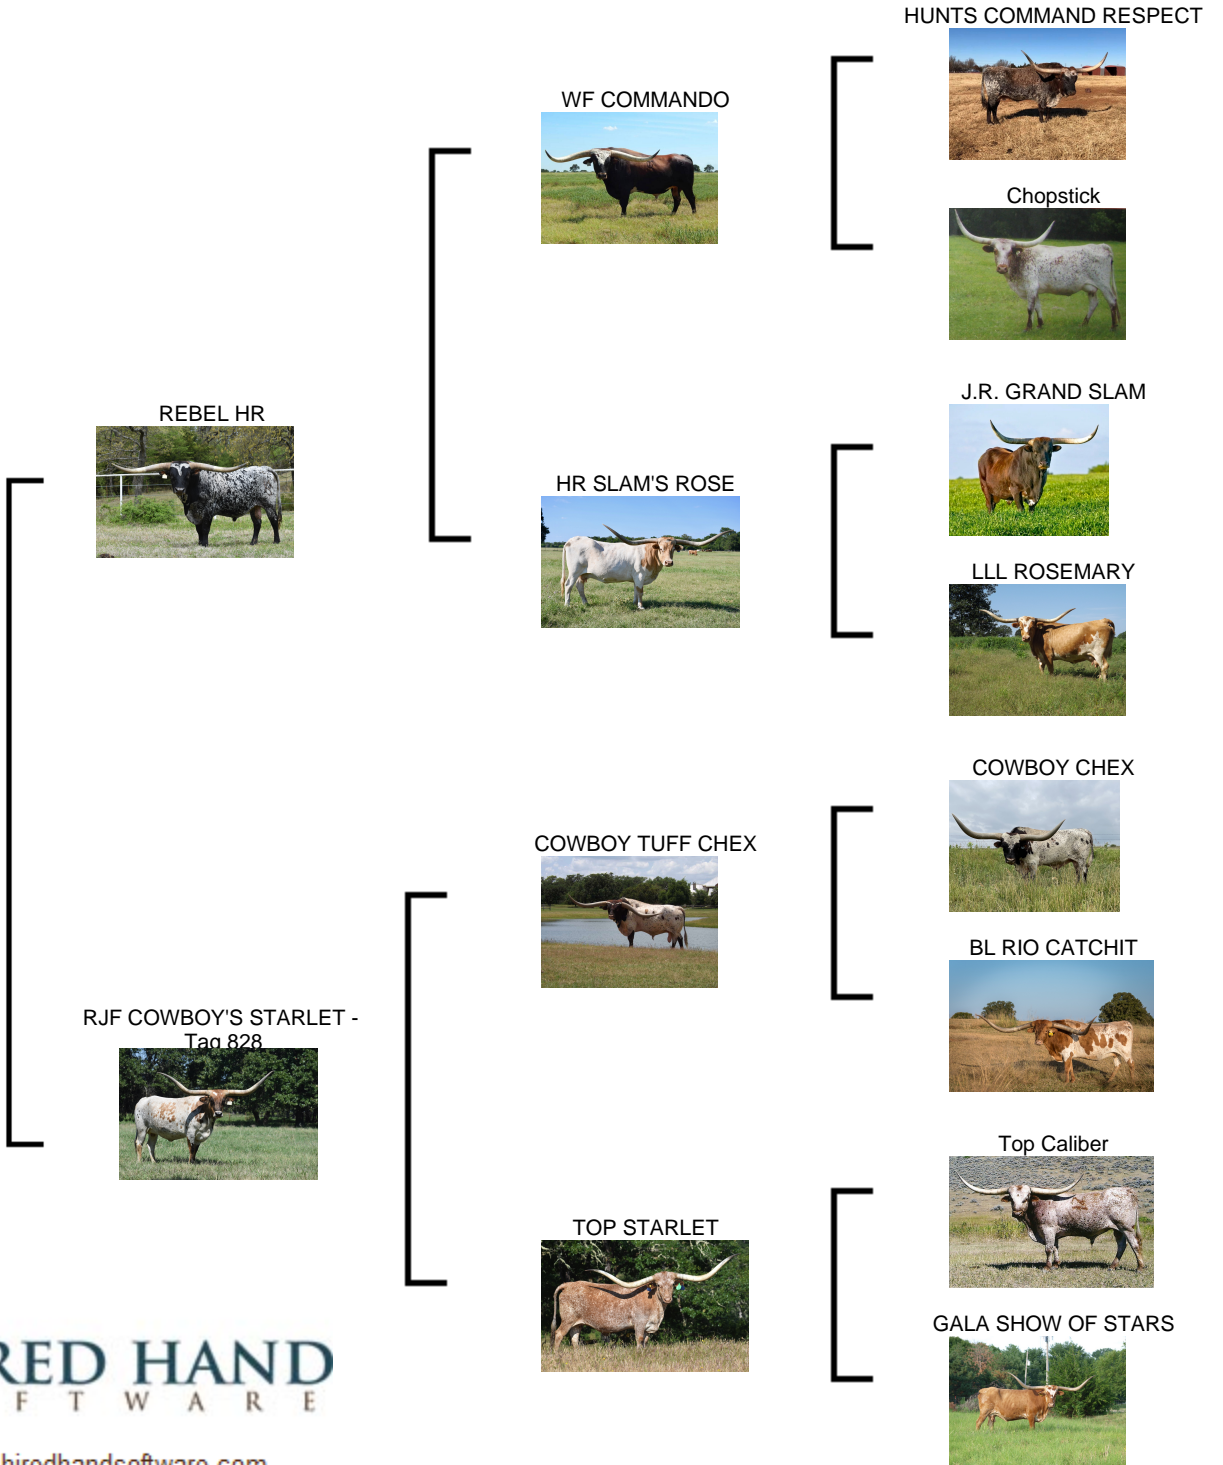 HUNTS COMMAND RESPECT
WF COMMANDO
Chopstick
J.R. GRAND SLAM
REBEL HR
HR SLAM'S ROSE
LLL ROSEMARY
COWBOY CHEX
COWBOY TUFF CHEX
BL RIO CATCHIT
RJF COWBOY'S STARLET -
Tag 828
Top Caliber
TOP STARLET
GALA SHOW OF STARS
RED HAND
F T W A R E
hiredhandsoftware.com